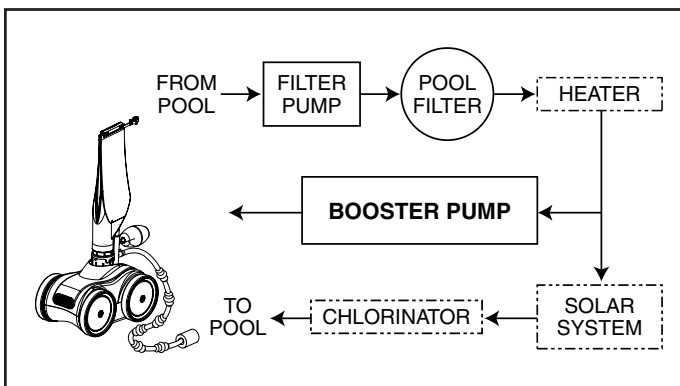 FROM
POOL
FILTER
PUMP
POOL
FILTER
HEATER
BOOSTER PUMP
TO
POOL
CHLORINATOR
SOLAR
SYSTEM